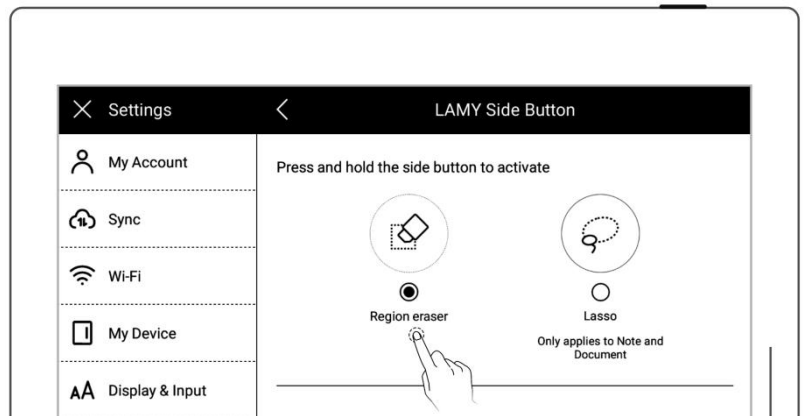 Settings
LAMY Side Button
My Account
Sync
Wi-Fi
My Device
AA Display & Input
Press and hold the side button to activate
Region eraser
Lasso
Only applies to Note and
Document